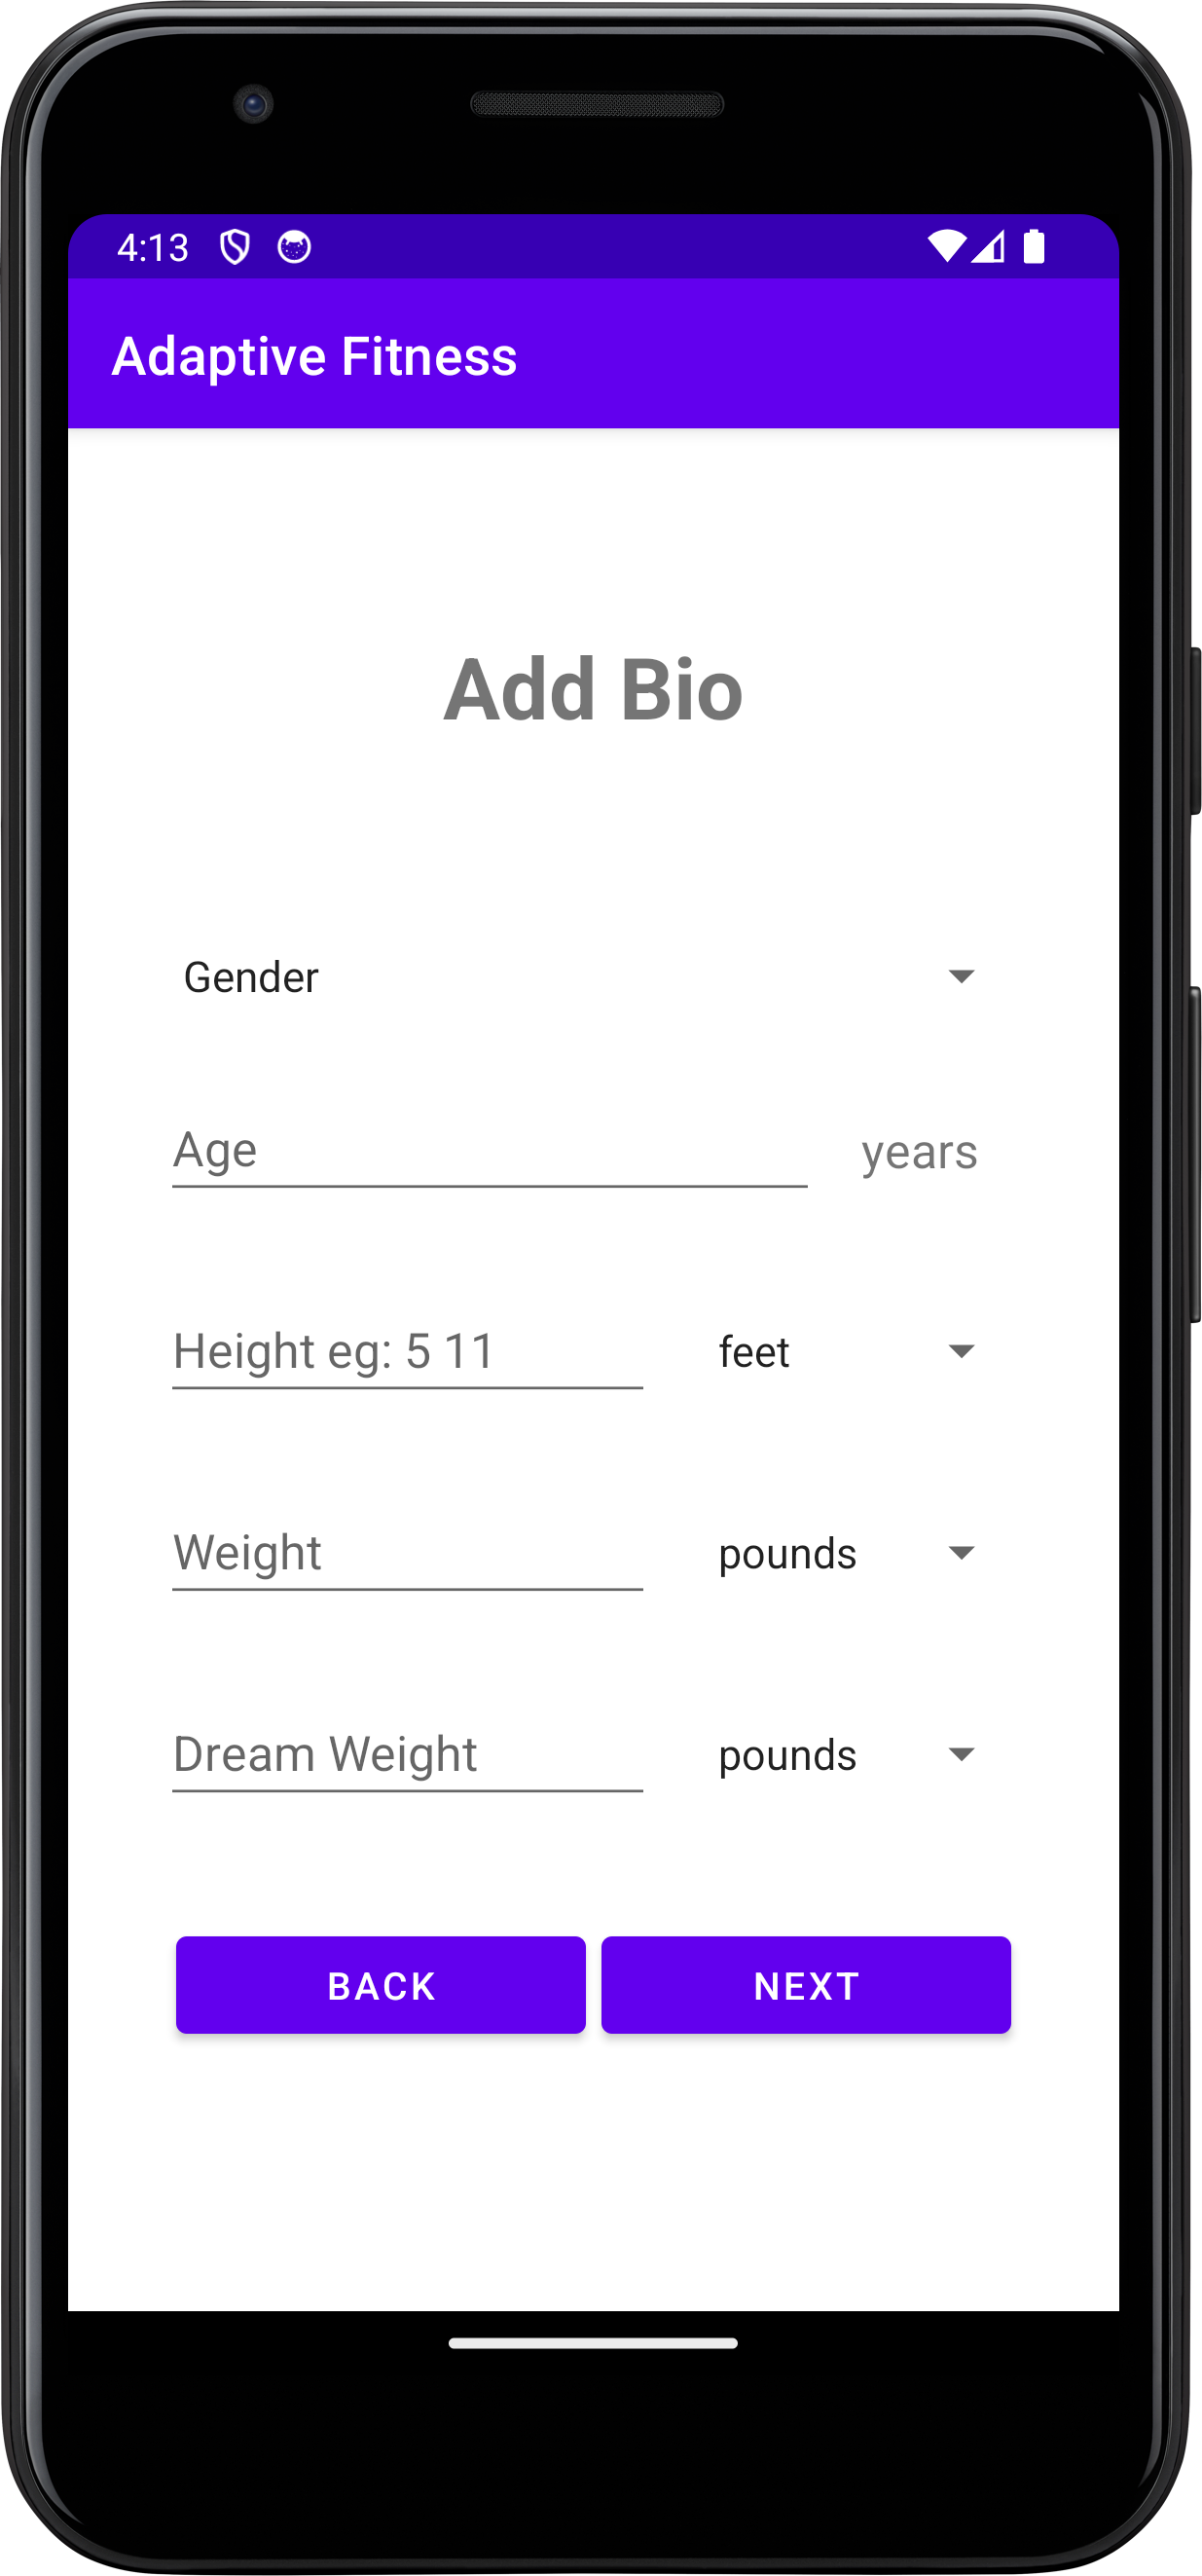 4:13
Adaptive Fitness
Add Bio
Gender
Age years
Height eg: 5 11 feet
Weight pounds
Dream Weight pounds
BACK NEXT